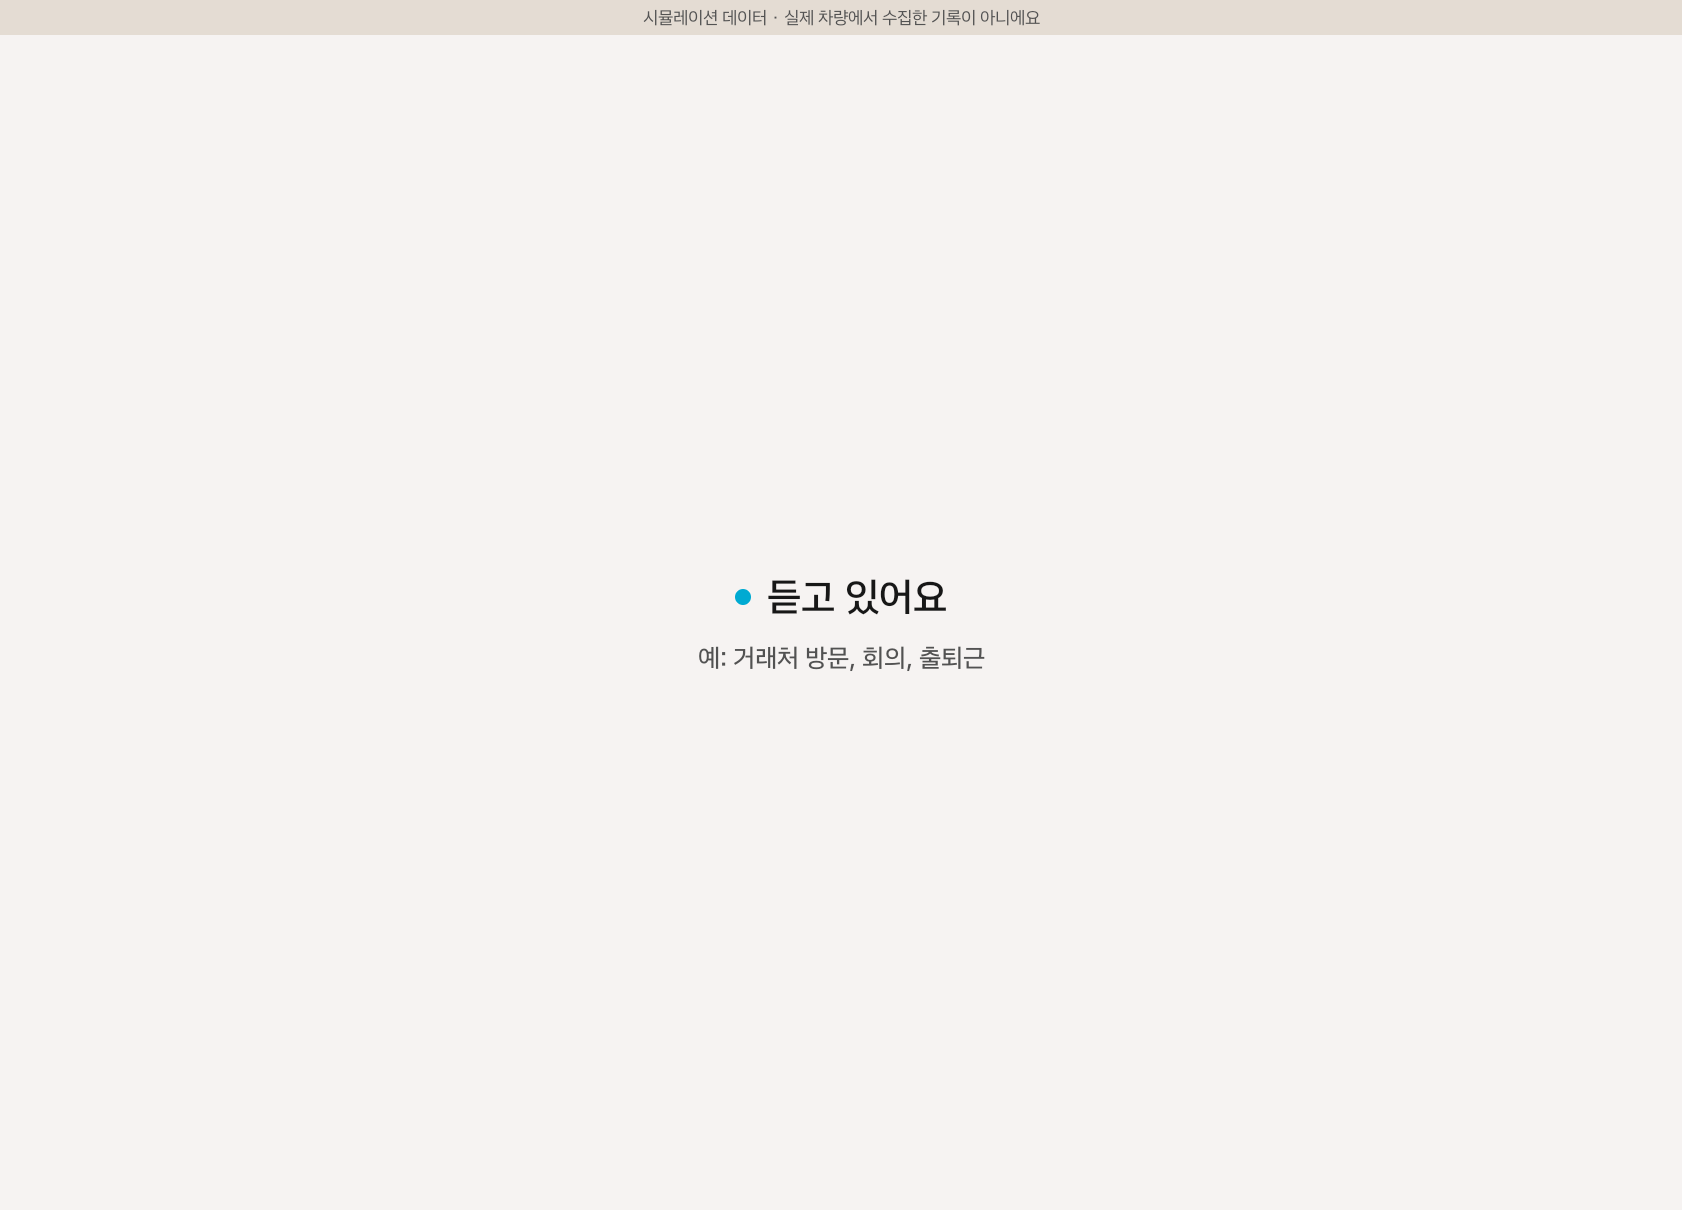 시뮬레이션 데이터 · 실제 차량에서 수집한 기록이 아니에요
듣고 있어요
예: 거래처 방문, 회의, 출퇴근